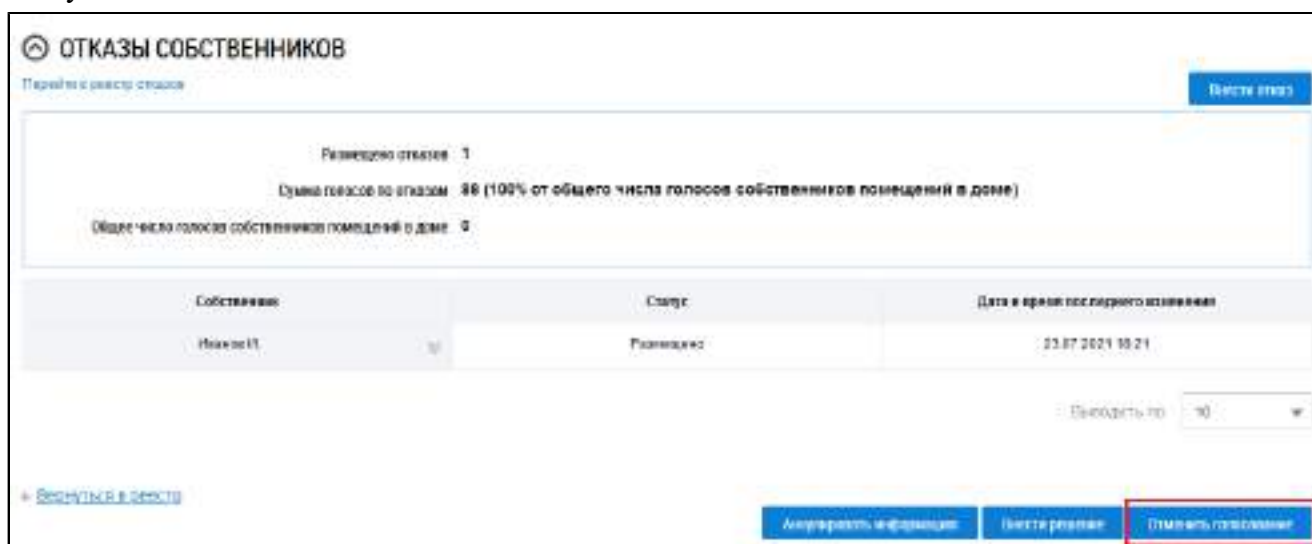 ОТКАЗЫ СОБСТВЕННИКОВ
Перейти в реестр отказов
Внести отказ
Размещено отказов 1
Сумма голосов по отказам 88 (100% от общего числа голосов собственников помещений в доме)
Общее число голосов собственников помещений в доме 0
Собственник Статус Дата и время последнего изменения
Иванов И. Размещено 23.07.2021 18:21
Выводить по 10
Вернуться в реестр
Аннулировать информацию Внести решение Отменить голосование